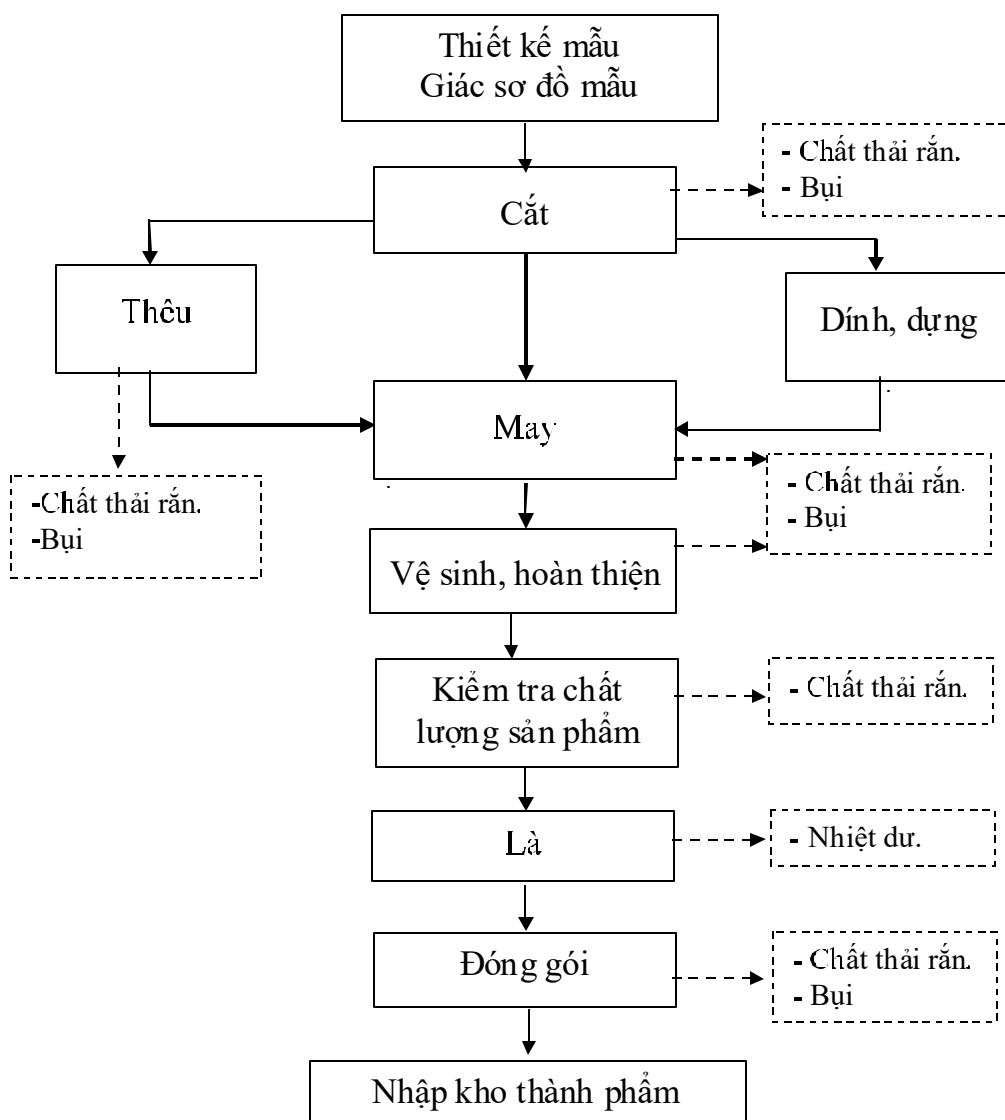 Thiết kế mẫu
Giác sơ đồ mẫu
- Chất thải rắn.
- Bụi
Cắt
Thêu
Dính, dựng
May
-Chất thải rắn.
-Bụi
- Chất thải rắn.
- Bụi
Vệ sinh, hoàn thiện
Kiểm tra chất
lượng sản phẩm
- Chất thải rắn.
Là
- Nhiệt dư.
Đóng gói
- Chất thải rắn.
- Bụi
Nhập kho thành phẩm